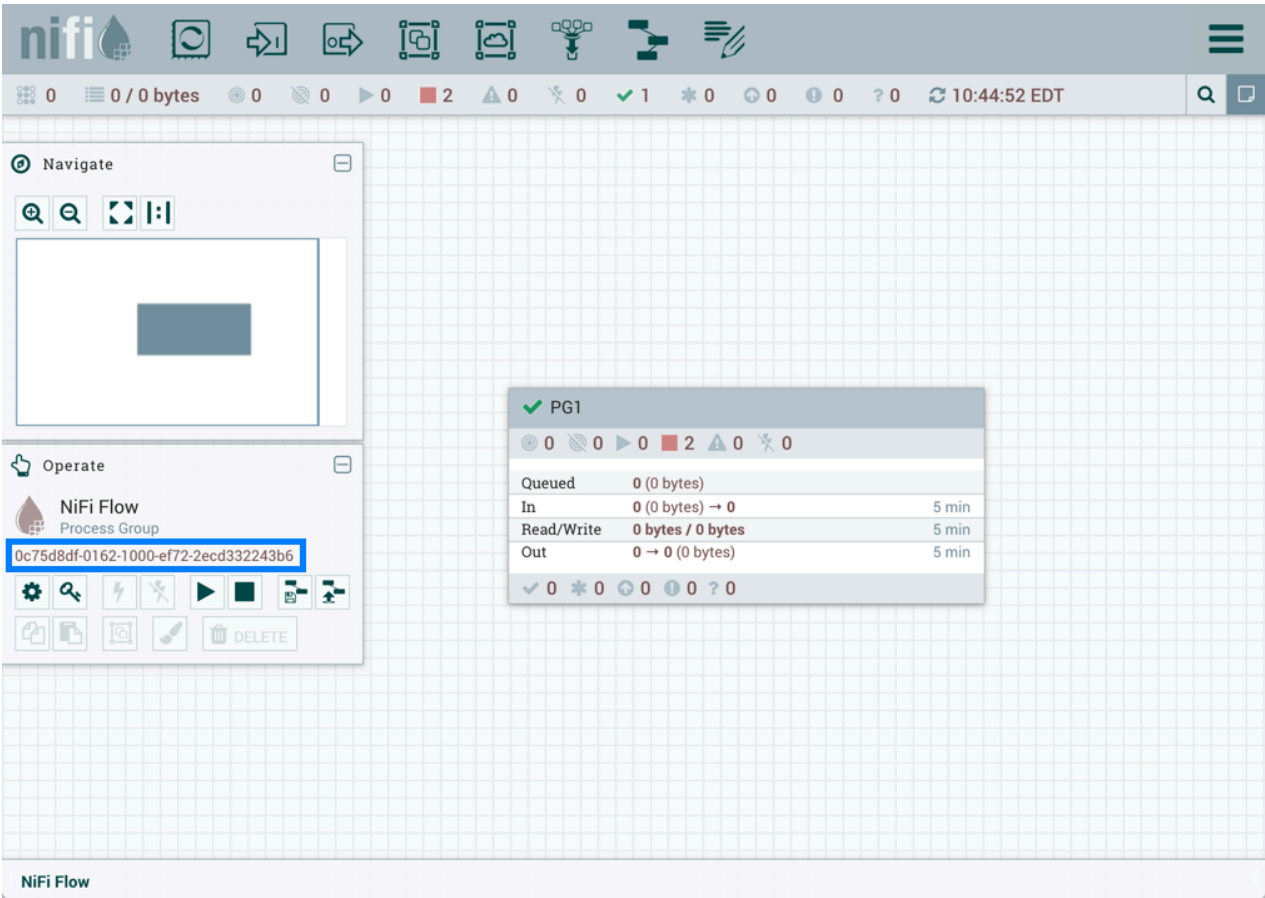 nifi
0 0 / 0 bytes 0 0 0 2 0 0 1 0 0 0 ? 0 10:44:52 EDT
Navigate
Operate
NiFi Flow
Process Group
0c75d8df-0162-1000-ef72-2ecd332243b6
DELETE
PG1
0 0 0 2 0 0
Queued 0 (0 bytes)
In 0 (0 bytes) → 0 5 min
Read/Write 0 bytes / 0 bytes 5 min
Out 0 → 0 (0 bytes) 5 min
0 0 0 0 ? 0
NiFi Flow